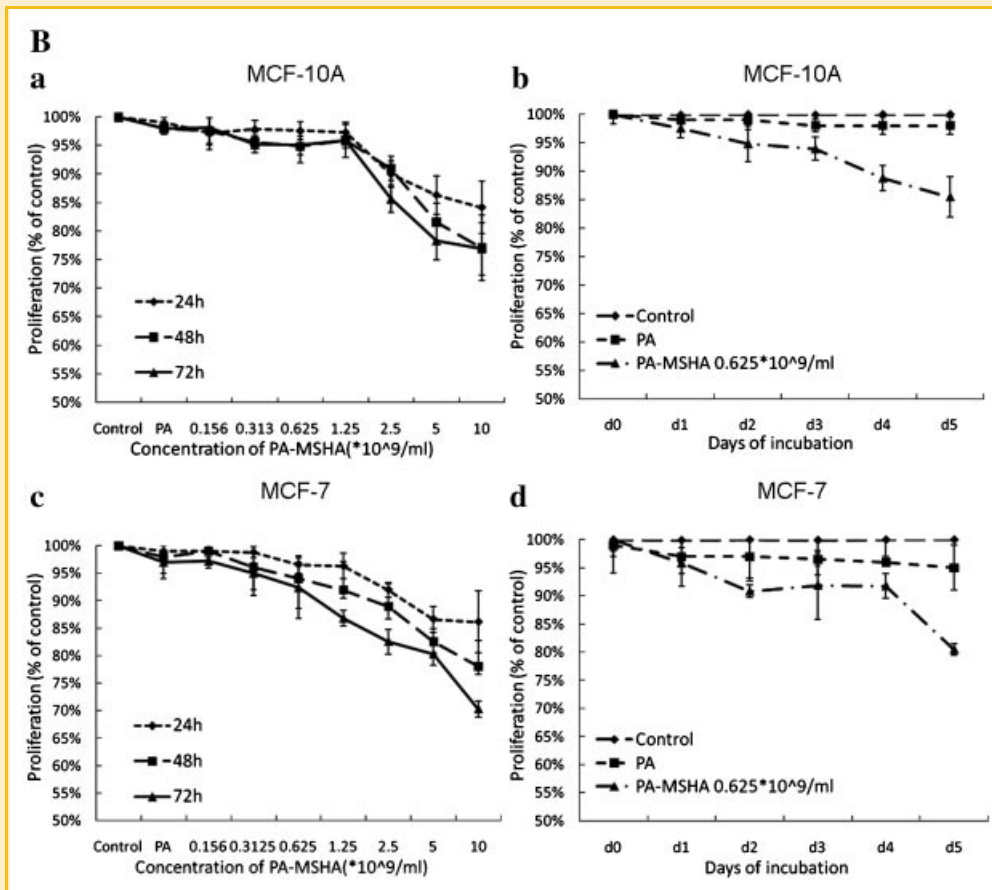 B
a
MCF-10A
Proliferation (% of control)
100%
95%
90%
85%
80%
75%
70%
65%
60%
55%
50%
24h
48h
72h
Control PA 0.156 0.313 0.625 1.25 2.5 5 10
Concentration of PA-MSHA(*10^9/ml)
b
MCF-10A
Proliferation (% of control)
100%
95%
90%
85%
80%
75%
70%
65%
60%
55%
50%
Control
PA
PA-MSHA 0.625*10^9/ml
d0 d1 d2 d3 d4 d5
Days of incubation
c
MCF-7
Proliferation (% of control)
100%
95%
90%
85%
80%
75%
70%
65%
60%
55%
50%
24h
48h
72h
Control PA 0.156 0.3125 0.625 1.25 2.5 5 10
Concentration of PA-MSHA(*10^9/ml)
d
MCF-7
Proliferation (% of control)
100%
95%
90%
85%
80%
75%
70%
65%
60%
55%
50%
Control
PA
PA-MSHA 0.625*10^9/ml
d0 d1 d2 d3 d4 d5
Days of incubation